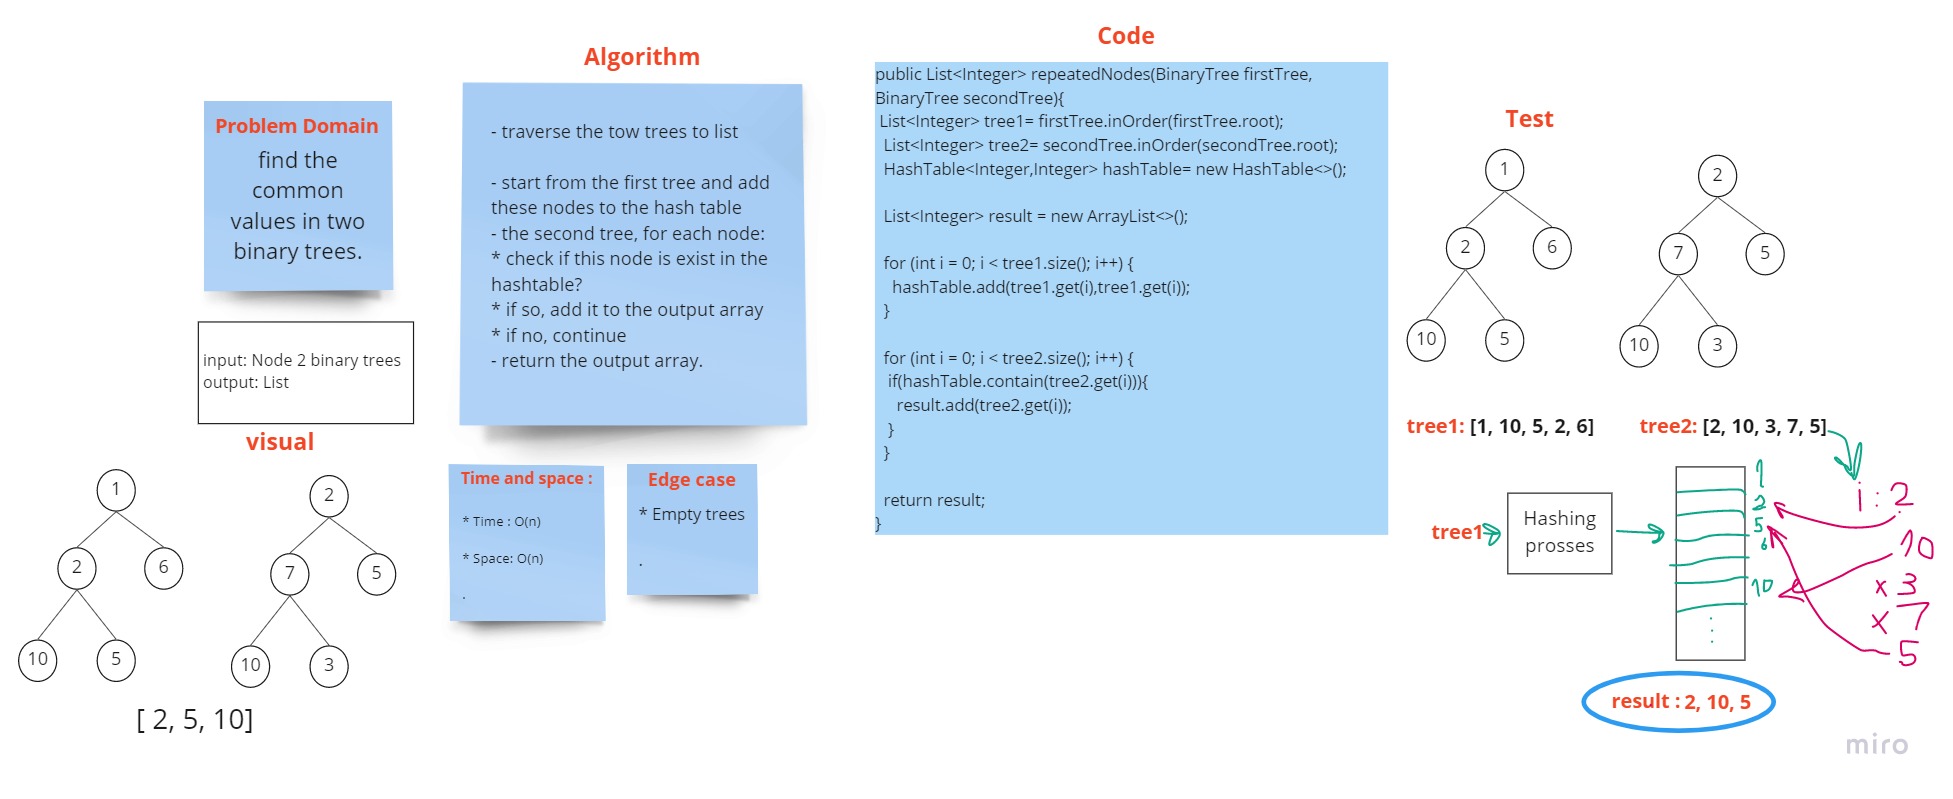 Problem Domain
find the
common
values in two
binary trees.
input: Node 2 binary trees
output: List
visual
1
2
6
10
5
2
7
5
10
3
[ 2, 5, 10]
Algorithm
- traverse the tow trees to list
- start from the first tree and add
these nodes to the hash table
- the second tree, for each node:
* check if this node is exist in the
hashtable?
* if so, add it to the output array
* if no, continue
- return the output array.
Time and space :
* Time : O(n)
* Space: O(n)
.
Edge case
* Empty trees
.
Code
public List<Integer> repeatedNodes(BinaryTree firstTree,
BinaryTree secondTree){
List<Integer> tree1= firstTree.inOrder(firstTree.root);
List<Integer> tree2= secondTree.inOrder(secondTree.root);
HashTable<Integer,Integer> hashTable= new HashTable<>();
List<Integer> result = new ArrayList<>();
for (int i = 0; i < tree1.size(); i++) {
hashTable.add(tree1.get(i),tree1.get(i));
}
for (int i = 0; i < tree2.size(); i++) {
if(hashTable.contain(tree2.get(i))){
result.add(tree2.get(i));
}
}
return result;
}
Test
1
2
6
10
5
2
7
5
10
3
tree1: [1, 10, 5, 2, 6]
tree2: [2, 10, 3, 7, 5]
tree1
Hashing
prosses
1
2
5
6
10
i : 2
10
x 3
x 7
5
result : 2, 10, 5
miro